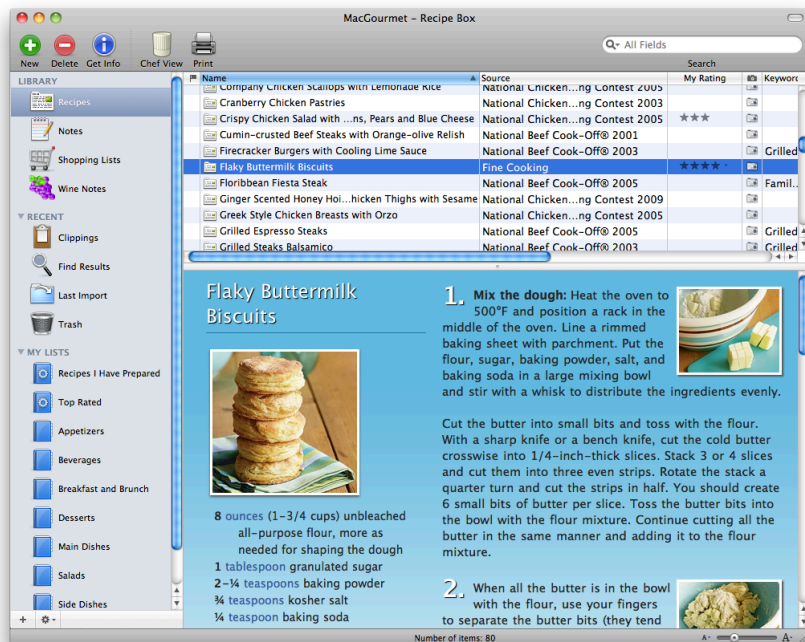 MacGourmet – Recipe Box
New Delete Get Info Chef View Print
All Fields
Search
LIBRARY
Recipes
Notes
Shopping Lists
Wine Notes
RECENT
Clippings
Find Results
Last Import
Trash
MY LISTS
Recipes I Have Prepared
Top Rated
Appetizers
Beverages
Breakfast and Brunch
Desserts
Main Dishes
Salads
Side Dishes
Name Source My Rating Keyword
Company Chicken Scallops with Lemonade Rice National Chicken...ng Contest 2005
Cranberry Chicken Pastries National Chicken...ng Contest 2003
Crispy Chicken Salad with ...ns, Pears and Blue Cheese National Chicken...ng Contest 2005 ★★★
Cumin-crusted Beef Steaks with Orange-olive Relish National Beef Cook-Off® 2001
Firecracker Burgers with Cooling Lime Sauce National Beef Cook-Off® 2003 Grilled
Flaky Buttermilk Biscuits Fine Cooking ★★★★ ·
Floribbean Fiesta Steak National Beef Cook-Off® 2005 Famil...
Ginger Scented Honey Hoi...hicken Thighs with Sesame National Chicken...ng Contest 2009
Greek Style Chicken Breasts with Orzo National Chicken...ng Contest 2005
Grilled Espresso Steaks National Beef Cook-Off® 2005 Grilled
Grilled Steaks Balsamico National Beef Cook-Off® 2003 Grilled
Flaky Buttermilk
Biscuits
8 ounces (1-3/4 cups) unbleached
all-purpose flour, more as
needed for shaping the dough
1 tablespoon granulated sugar
2-¼ teaspoons baking powder
¾ teaspoons kosher salt
¼ teaspoon baking soda
1. Mix the dough: Heat the oven to
500°F and position a rack in the
middle of the oven. Line a rimmed
baking sheet with parchment. Put the
flour, sugar, baking powder, salt, and
baking soda in a large mixing bowl
and stir with a whisk to distribute the ingredients evenly.
Cut the butter into small bits and toss with the flour.
With a sharp knife or a bench knife, cut the cold butter
crosswise into 1/4-inch-thick slices. Stack 3 or 4 slices
and cut them into three even strips. Rotate the stack a
quarter turn and cut the strips in half. You should create
6 small bits of butter per slice. Toss the butter bits into
the bowl with the flour mixture. Continue cutting all the
butter in the same manner and adding it to the flour
mixture.
2. When all the butter is in the bowl
with the flour, use your fingers
to separate the butter bits (they tend
Number of items: 80
A- A+